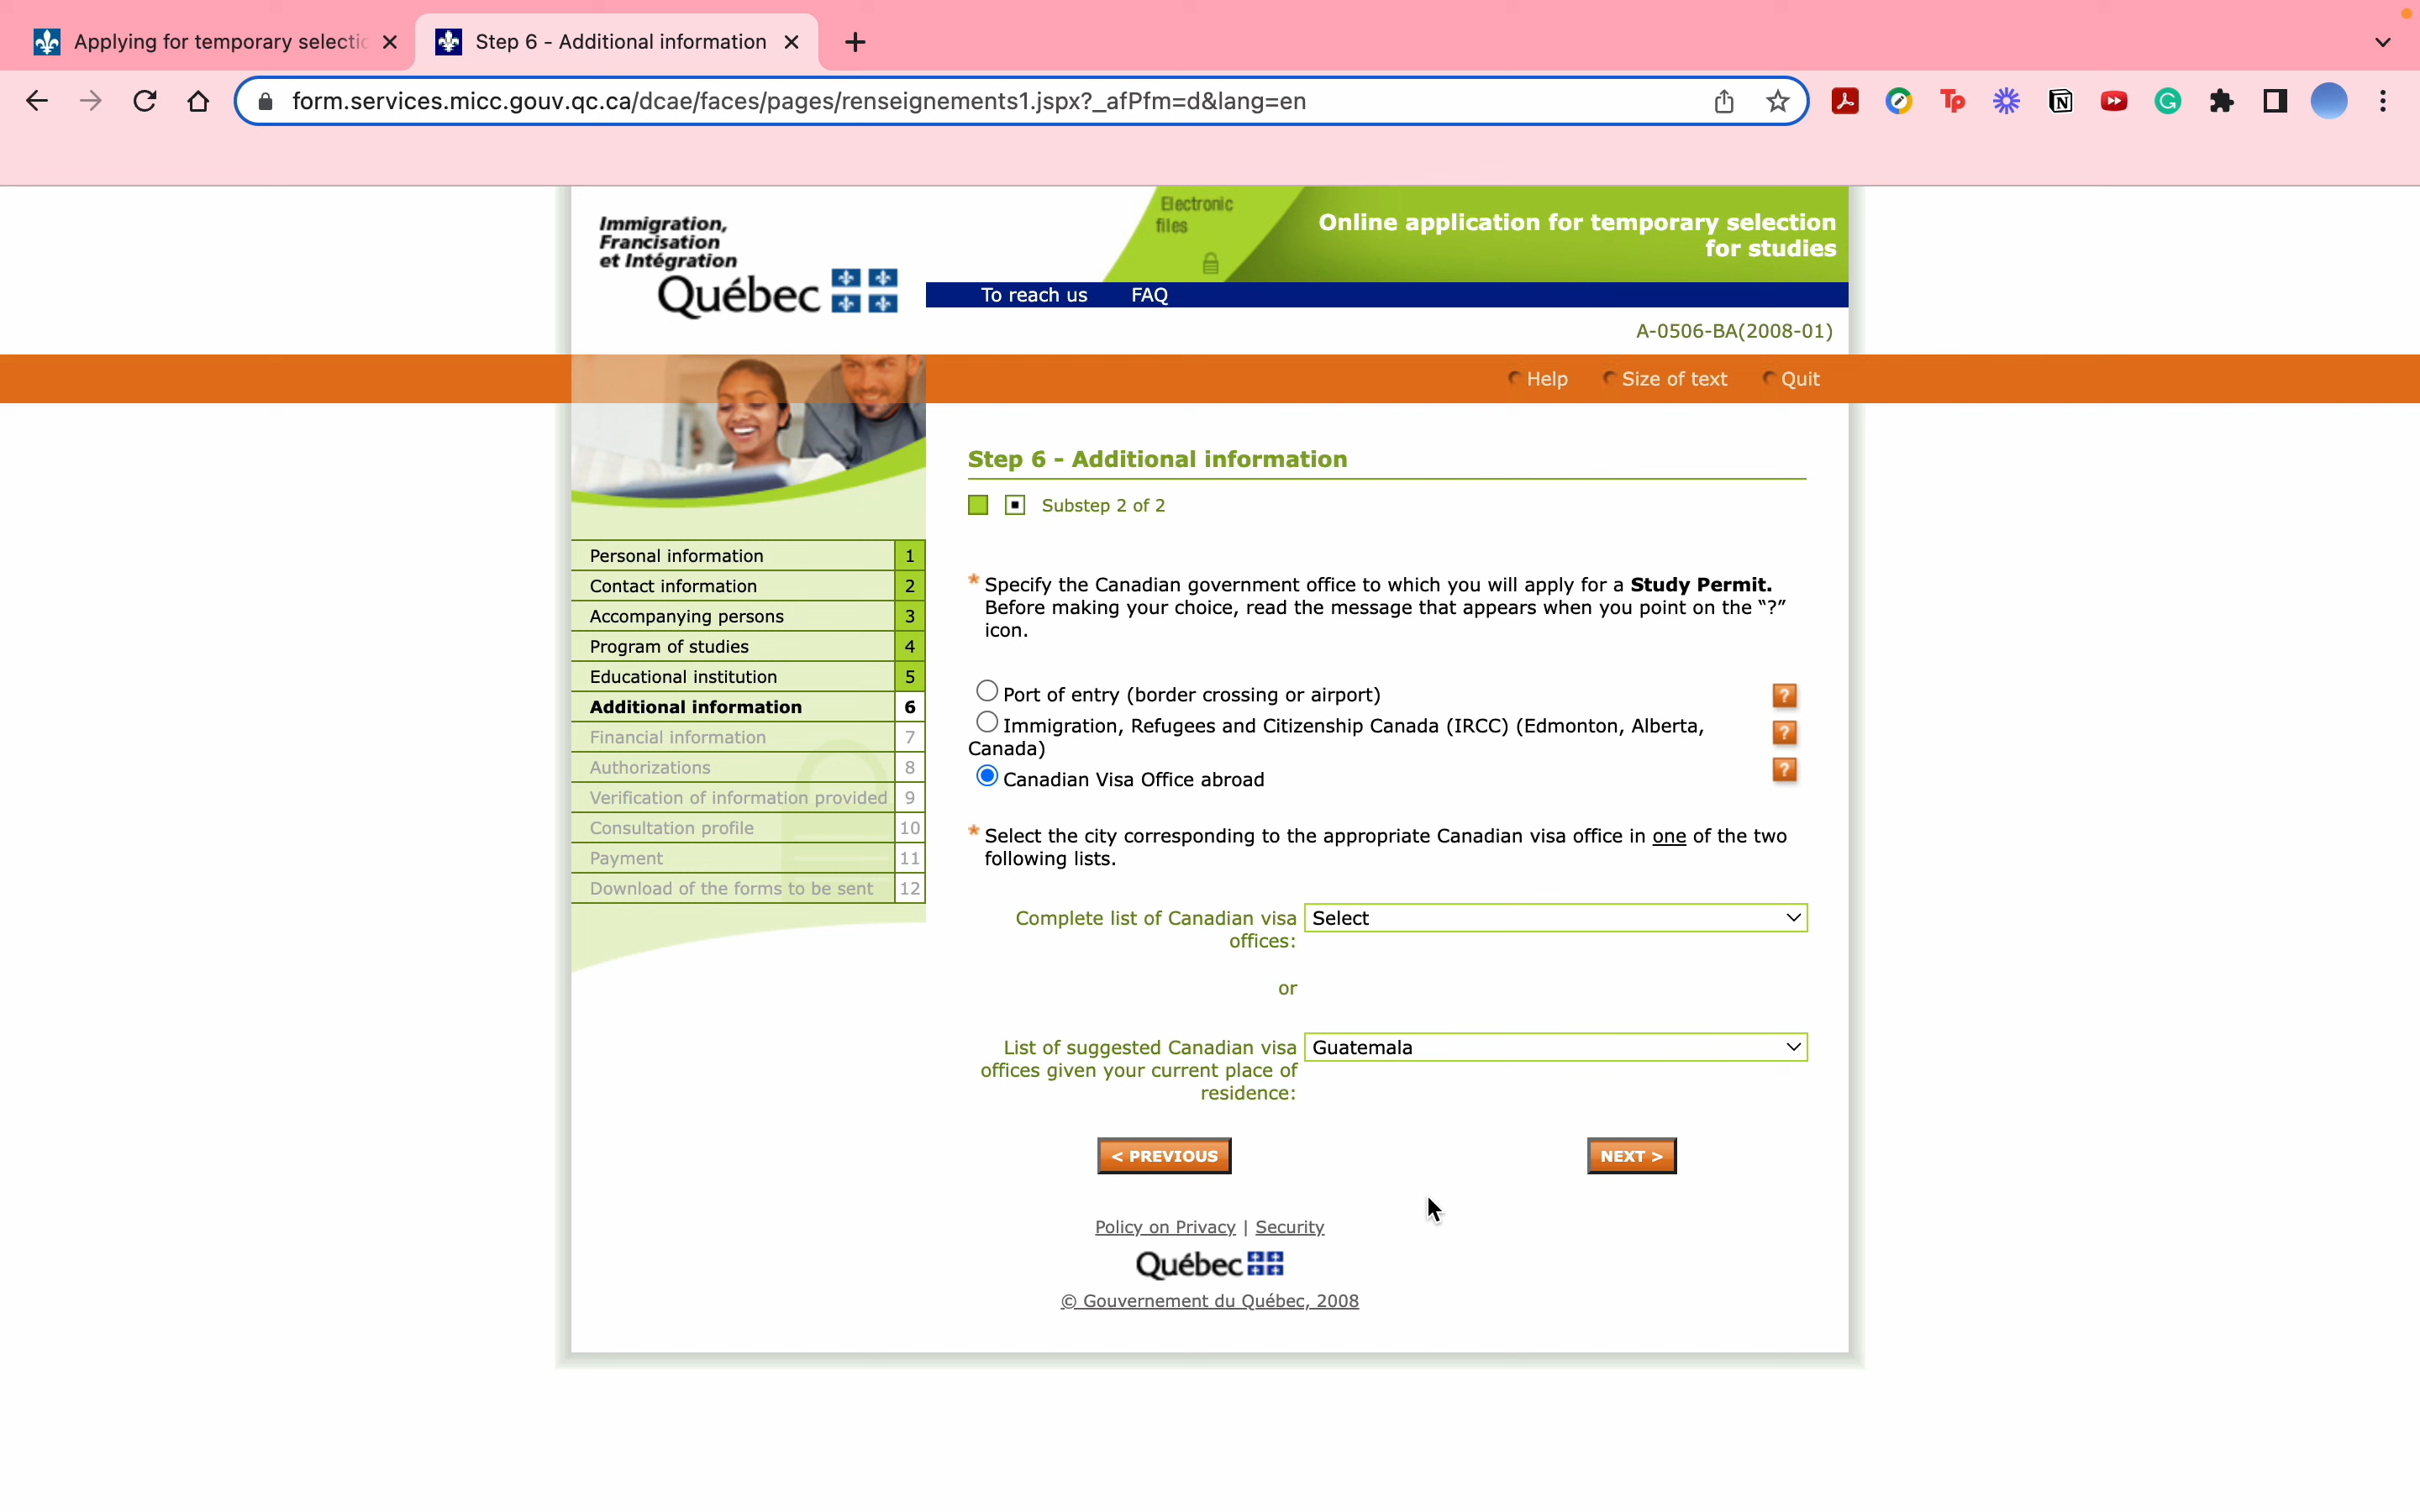 Applying for temporary selectic
Step 6 - Additional information
form.services.micc.gouv.qc.ca/dcae/faces/pages/renseignements1.jspx?_afPfm=d&lang=en
Immigration,
Francisation
et Intégration
Québec
Electronic
files
Online application for temporary selection
for studies
To reach us
FAQ
A-0506-BA(2008-01)
Help
Size of text
Quit
Step 6 - Additional information
Substep 2 of 2
Personal information 1
Contact information 2
Accompanying persons 3
Program of studies 4
Educational institution 5
Additional information 6
Financial information 7
Authorizations 8
Verification of information provided 9
Consultation profile 10
Payment 11
Download of the forms to be sent 12
* Specify the Canadian government office to which you will apply for a Study Permit.
Before making your choice, read the message that appears when you point on the “?”
icon.
Port of entry (border crossing or airport) ?
Immigration, Refugees and Citizenship Canada (IRCC) (Edmonton, Alberta, ?
Canada)
Canadian Visa Office abroad ?
* Select the city corresponding to the appropriate Canadian visa office in one of the two
following lists.
Complete list of Canadian visa Select
offices:
or
List of suggested Canadian visa Guatemala
offices given your current place of
residence:
< PREVIOUS
NEXT >
Policy on Privacy | Security
Québec
© Gouvernement du Québec, 2008